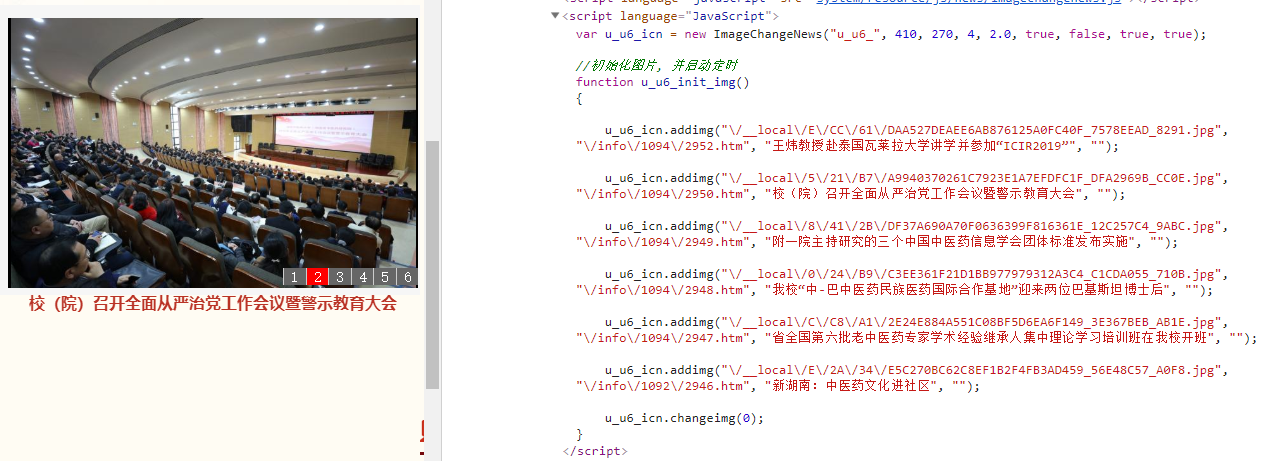 1 2 3 4 5 6
校（院）召开全面从严治党工作会议暨警示教育大会
<script language="JavaScript">
var u_u6_icn = new ImageChangeNews("u_u6_", 410, 270, 4, 2.0, true, false, true, true);
//初始化图片, 并启动定时
function u_u6_init_img()
{
u_u6_icn.addimg("\/__local\/E\/CC\/61\/DAA527DEAEE6AB876125A0FC40F_7578EEAD_8291.jpg",
"\/info\/1094\/2952.htm", "王炜教授赴泰国瓦莱拉大学讲学并参加“ICIR2019”", "");
u_u6_icn.addimg("\/__local\/5\/21\/B7\/A9940370261C7923E1A7EFDFC1F_DFA2969B_CC0E.jpg",
"\/info\/1094\/2950.htm", "校（院）召开全面从严治党工作会议暨警示教育大会", "");
u_u6_icn.addimg("\/__local\/8\/41\/2B\/DF37A690A70F0636399F816361E_12C257C4_9ABC.jpg",
"\/info\/1094\/2949.htm", "附一院主持研究的三个中国中医药信息学会团体标准发布实施", "");
u_u6_icn.addimg("\/__local\/0\/24\/B9\/C3EE361F21D1BB977979312A3C4_C1CDA055_710B.jpg",
"\/info\/1094\/2948.htm", "我校“中-巴中医药民族医药国际合作基地”迎来两位巴基斯坦博士后", "");
u_u6_icn.addimg("\/__local\/C\/C8\/A1\/2E24E884A551C08BF5D6EA6F149_3E367BEB_AB1E.jpg",
"\/info\/1094\/2947.htm", "省全国第六批老中医药专家学术经验继承人集中理论学习培训班在我校开班", "");
u_u6_icn.addimg("\/__local\/E\/2A\/34\/E5C270BC62C8EF1B2F4FB3AD459_56E48C57_A0F8.jpg",
"\/info\/1092\/2946.htm", "新湖南: 中医药文化进社区", "");
u_u6_icn.changeimg(0);
}
</script>